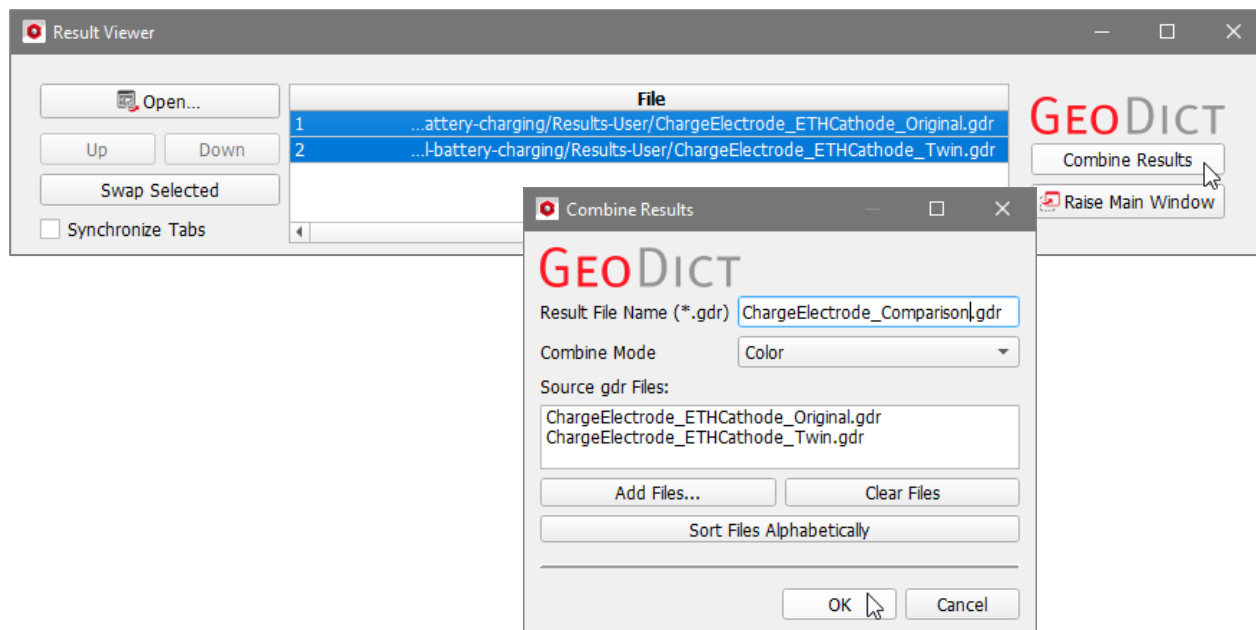 Result Viewer
Open...
Up
Down
Swap Selected
Synchronize Tabs
File
1 ...attery-charging/Results-User/ChargeElectrode_ETHCathode_Original.gdr
2 ...l-battery-charging/Results-User/ChargeElectrode_ETHCathode_Twin.gdr
GEODICT
Combine Results
Raise Main Window
Combine Results
GEODICT
Result File Name (*.gdr) ChargeElectrode_Comparison.gdr
Combine Mode Color
Source gdr Files:
ChargeElectrode_ETHCathode_Original.gdr
ChargeElectrode_ETHCathode_Twin.gdr
Add Files...
Clear Files
Sort Files Alphabetically
OK
Cancel